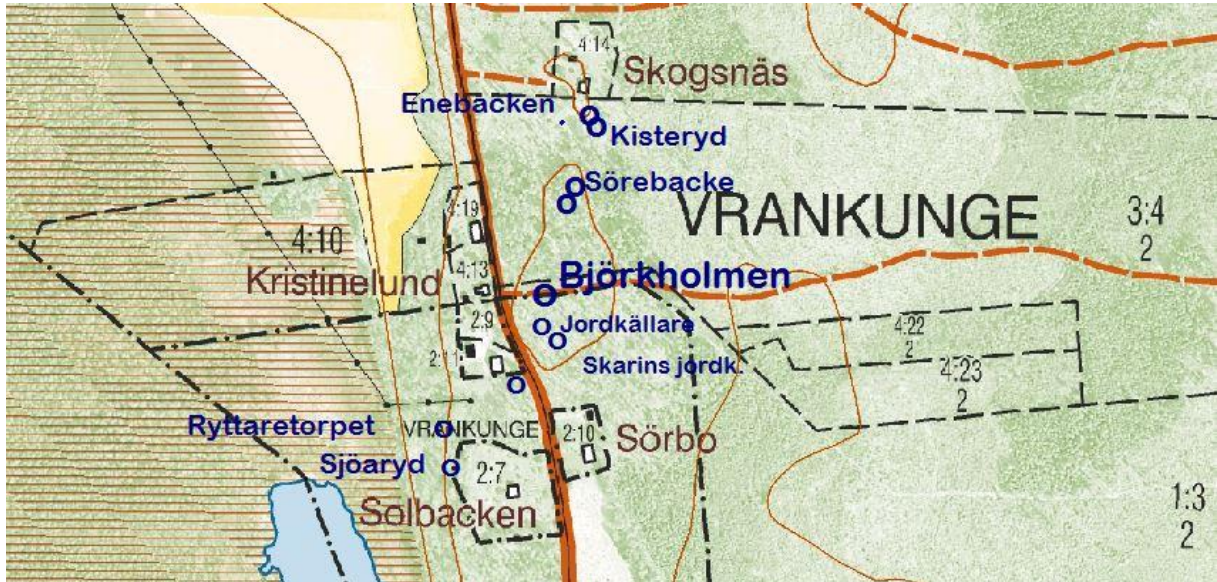 4:14
Skogsnäs
Enebacken
Kisteryd
Sörebacke
4:19
VRANKUNGE
3:4
2
4:10
Kristinelund
4:13
Björkholmen
2:9
Jordkällare
4:22
2
2:11
Skarins jordk.
4:23
2
Ryttaretorpet
VRANKUNGE
2:10
Sörbo
Sjöaryd
2:7
Solbacken
1:3
2